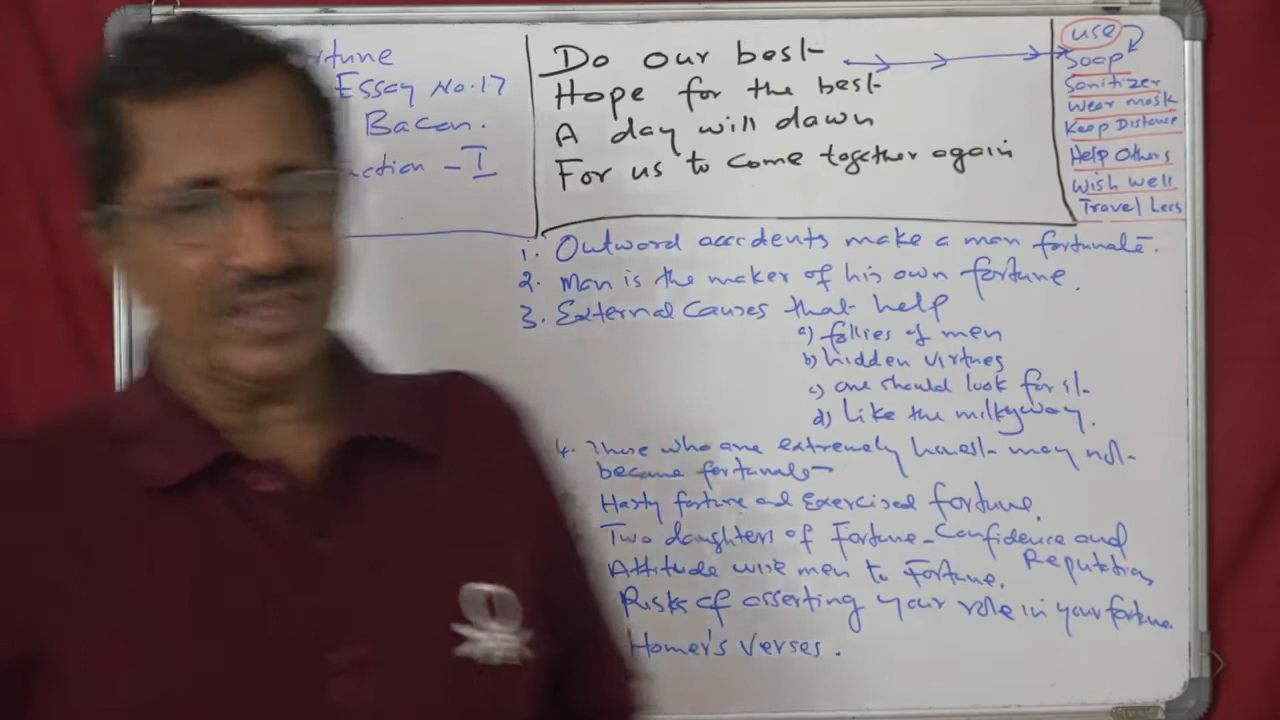 rtune
Essay No.17
Bacon.
uction - I
Do our best
Hope for the best
A day will dawn
For us to come together again
use
Soap
Sanitizer
Wear mask
Keep Distance
Help Others
Wish well
Travel Less
1. Outward accidents make a man fortunate.
2. Man is the maker of his own fortune.
3. External causes that help
a) follies of men
b) hidden virtues
c) one should look for it.
d) Like the milkyway.
4. Those who are extremely honest may not
become fortunate
Hasty fortune and Exercised fortune.
Two daughters of Fortune - Confidence and
Reputation
Attitude wise men to Fortune.
Risks of asserting your role in your fortune.
Homer's verses.